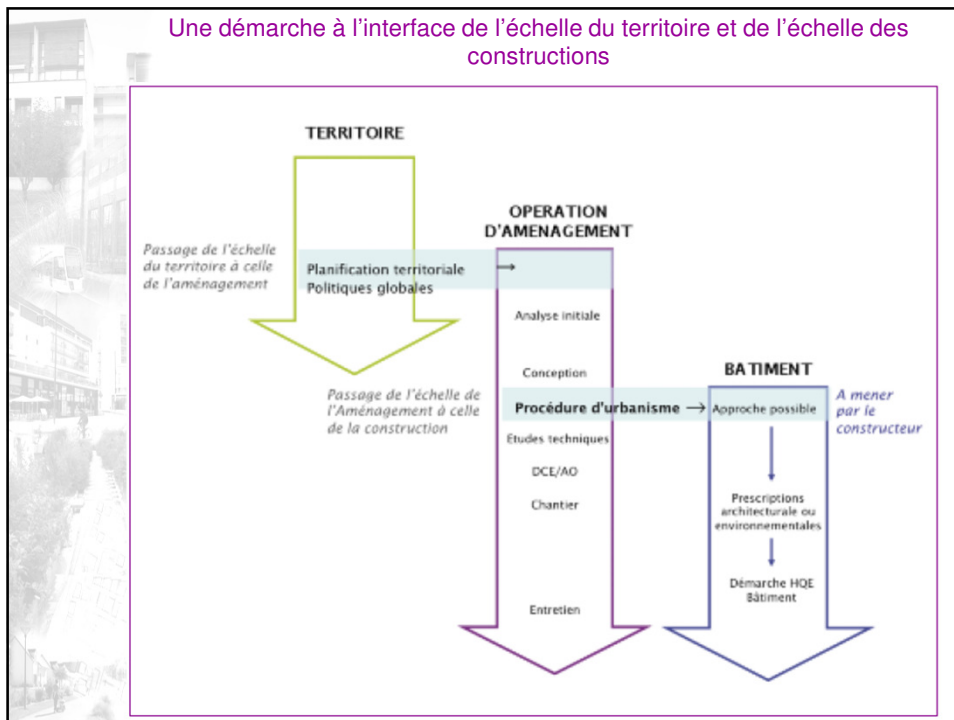 Une démarche à l'interface de l'échelle du territoire et de l'échelle des
constructions
TERRITOIRE
OPERATION
D'AMENAGEMENT
Passage de l'échelle
du territoire à celle
de l'aménagement
Planification territoriale →
Politiques globales
Analyse initiale
Conception
BATIMENT
Passage de l'échelle de
l'Aménagement à celle
de la construction
Procédure d'urbanisme → Approche possible
A mener
par le
constructeur
Etudes techniques
DCE/AO
Chantier
Prescriptions
architecturale ou
environnementales
Démarche HQE
Bâtiment
Entretien